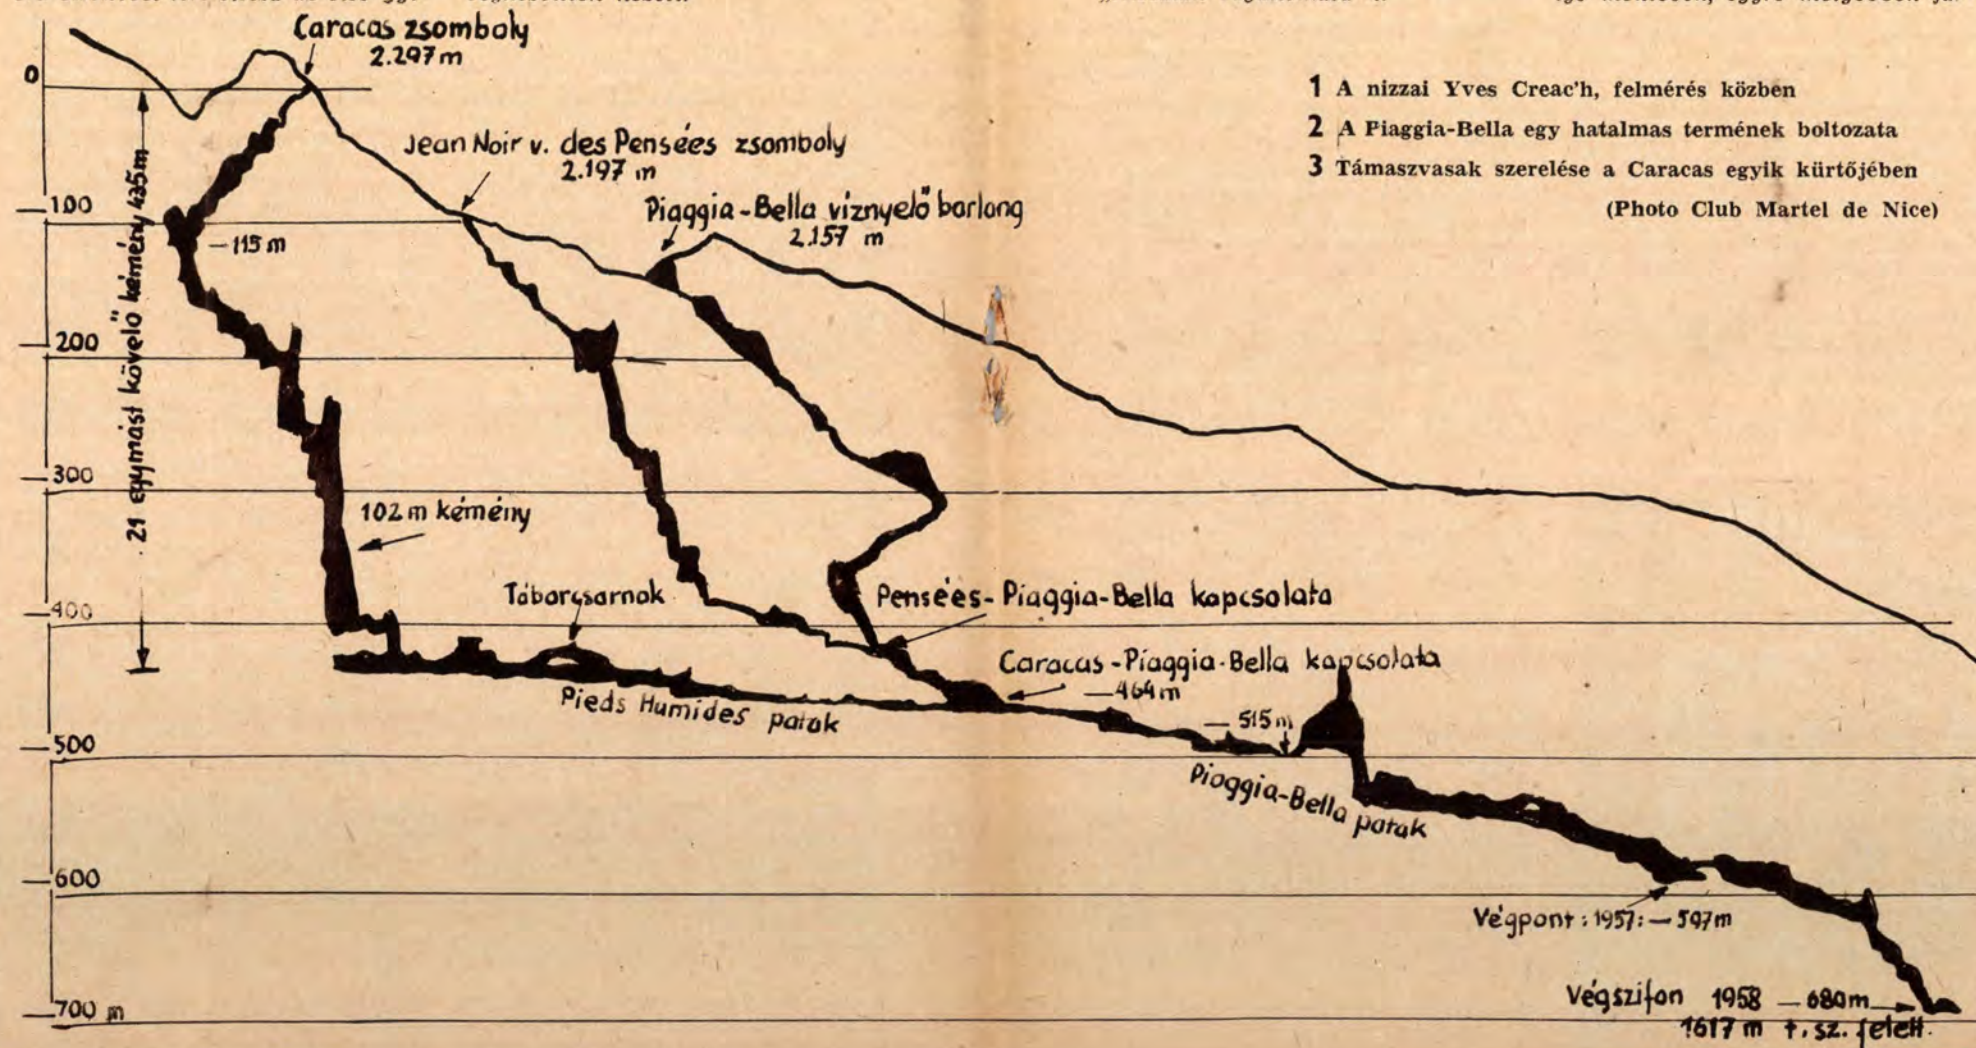 Caracas zsomboly
2.297 m
0
1 A nizzai Yves Creac'h, felmérés közben
2 A Piaggia-Bella egy hatalmas termének boltozata
3 Támaszvasak szerelése a Caracas egyik kürtőjében
(Photo Club Martel de Nice)
Jean Noir v. des Pensées zsomboly
2.197 m
Piaggia-Bella víznyelő barlang
2.157 m
—100
—115 m
21 egymást követő kémény 425m
—200
—300
102 m kémény
—400
Táborcsarnok
Pensées-Piaggia-Bella kapcsolata
Caracas-Piaggia-Bella kapcsolata
—464 m
Pieds Humides patak
—515 m
—500
Piaggia-Bella patak
—600
Végpont: 1957: —597m
Végszifon 1958 —680m
1617 m t. sz. felett.
—700 m